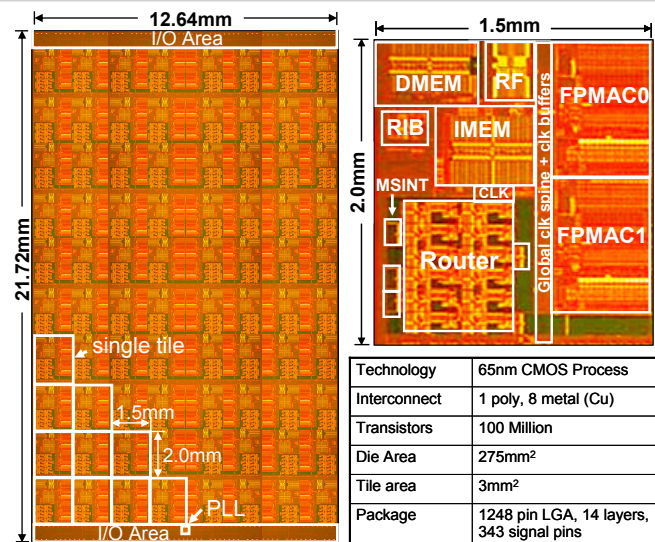 12.64mm
I/O Area
21.72mm
single tile
1.5mm
2.0mm
PLL
I/O Area
1.5mm
2.0mm
DMEM
RF
RIB
IMEM
MSINT
CLK
Router
Global clk spine + clk buffers
FPMAC0
FPMAC1
Technology 65nm CMOS Process
Interconnect 1 poly, 8 metal (Cu)
Transistors 100 Million
Die Area 275mm²
Tile area 3mm²
Package 1248 pin LGA, 14 layers,
343 signal pins